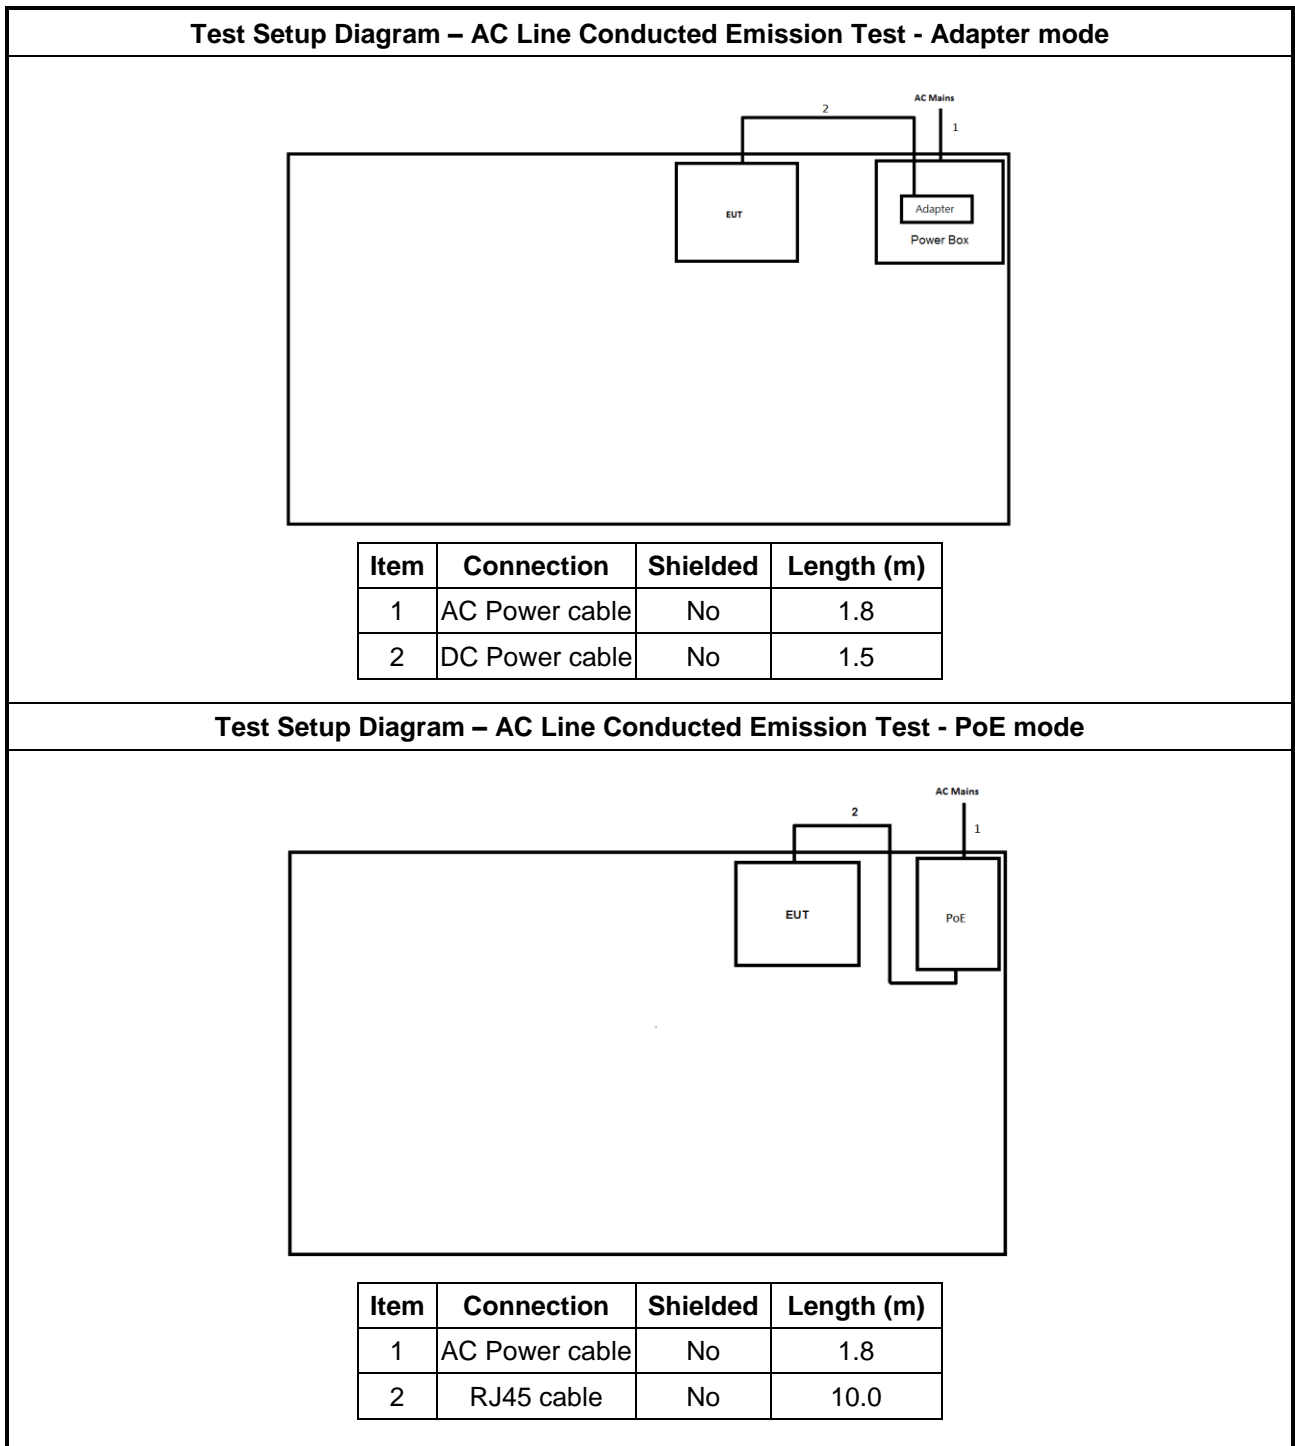 Test Setup Diagram – AC Line Conducted Emission Test - Adapter mode
AC Mains
2
1
EUT
Adapter
Power Box
Item Connection Shielded Length (m)
1 AC Power cable No 1.8
2 DC Power cable No 1.5
Test Setup Diagram – AC Line Conducted Emission Test - PoE mode
AC Mains
2
1
EUT
PoE
Item Connection Shielded Length (m)
1 AC Power cable No 1.8
2 RJ45 cable No 10.0